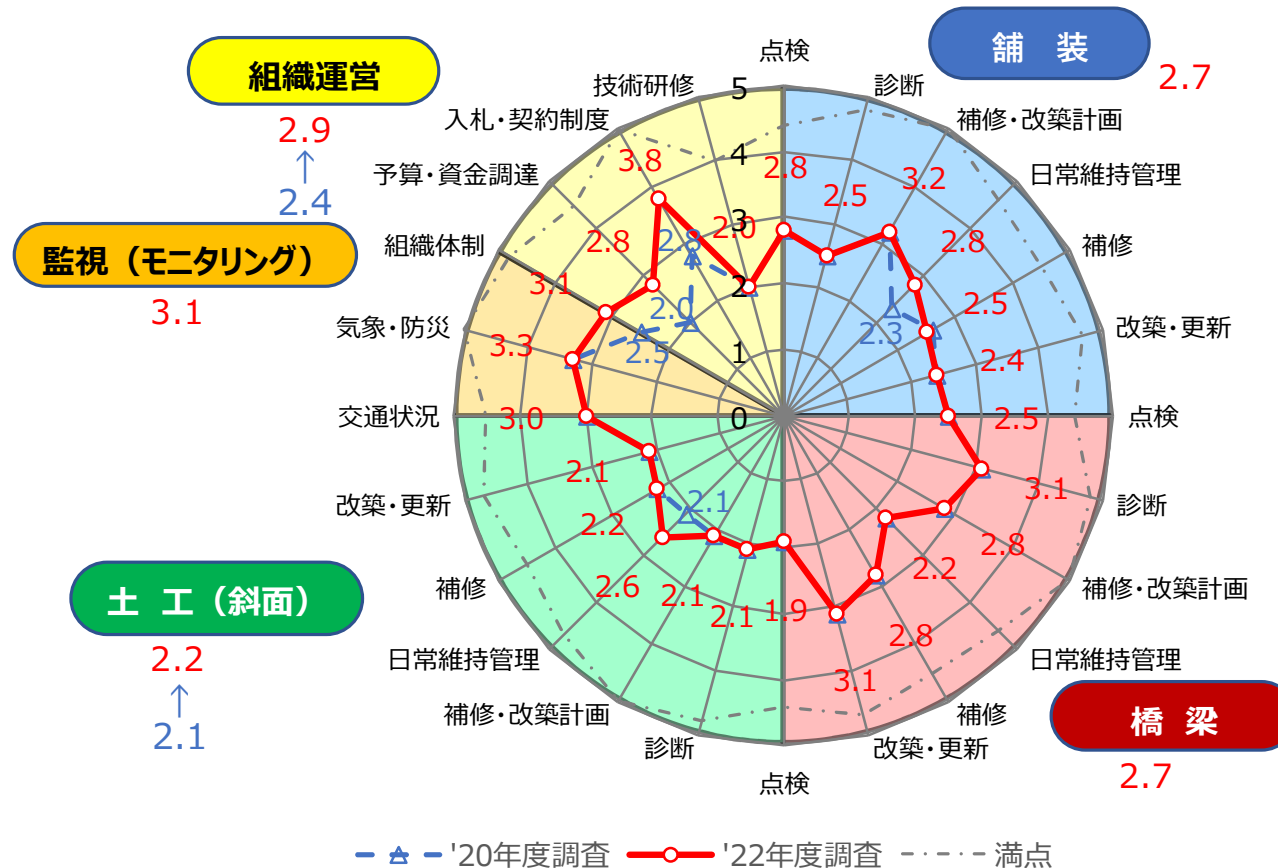 組織運営
2.9
↑
2.4
監視（モニタリング）
3.1
土 工（斜面）
2.2
↑
2.1
舗 装
2.7
橋 梁
2.7
点検
診断
補修・改築計画
日常維持管理
補修
改築・更新
点検
診断
補修・改築計画
日常維持管理
補修
改築・更新
点検
診断
補修・改築計画
日常維持管理
補修
改築・更新
交通状況
気象・防災
組織体制
予算・資金調達
入札・契約制度
技術研修
5
4
3
2
1
0
2.8
2.5
3.2
2.8
2.5
2.4
2.5
3.1
2.8
2.2
2.8
3.1
1.9
2.1
2.1
2.6
2.2
2.1
3.0
3.3
3.1
2.8
3.8
2.0
2.3
2.1
2.5
2.0
2.8
'20年度調査
'22年度調査
満点